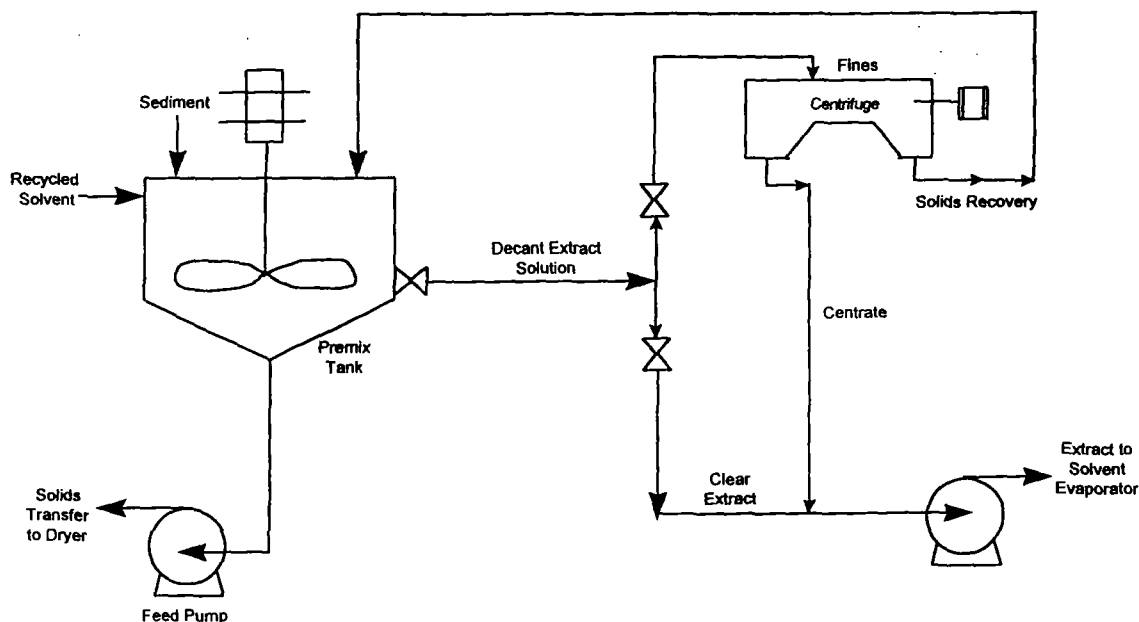 Sediment
Recycled
Solvent
Premix
Tank
Decant Extract
Solution
Fines
Centrifuge
Solids Recovery
Centrate
Clear
Extract
Extract to
Solvent
Evaporator
Solids
Transfer
to Dryer
Feed Pump